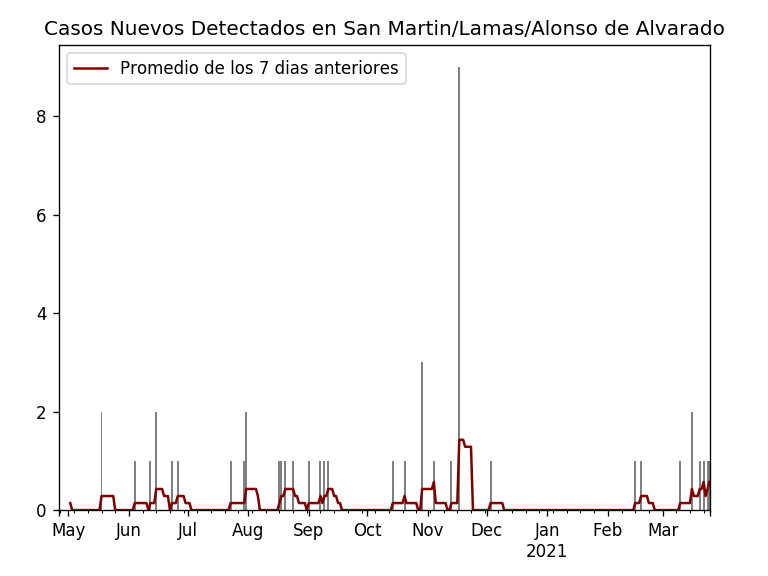 Casos Nuevos Detectados en San Martin/Lamas/Alonso de Alvarado
Promedio de los 7 dias anteriores
8
6
4
2
0
May Jun Jul Aug Sep Oct Nov Dec Jan Feb Mar
2021